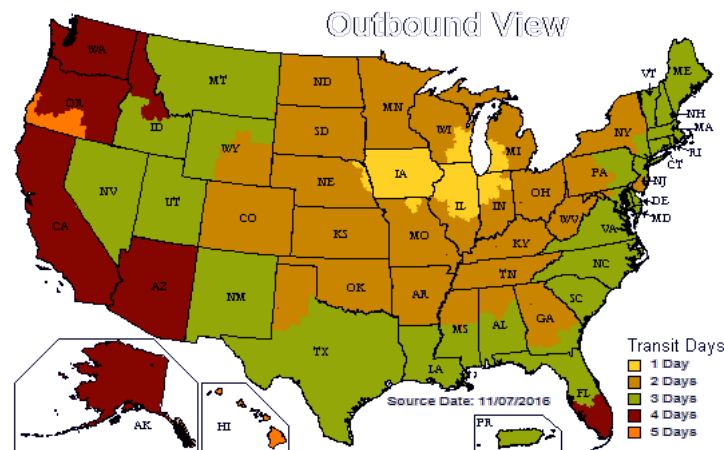 Outbound View
WA
MT
ND
MN
VT
ME
OR
ID
SD
WI
MI
NY
NH
MA
WY
RI
CT
NV
UT
NE
IA
IL
IN
OH
PA
NJ
DE
MD
CO
KS
MO
KY
WV
VA
CA
AZ
NM
OK
AR
TN
NC
SC
TX
LA
MS
AL
GA
FL
Source Date: 11/07/2016
AK
HI
PR
Transit Days
1 Day
2 Days
3 Days
4 Days
5 Days